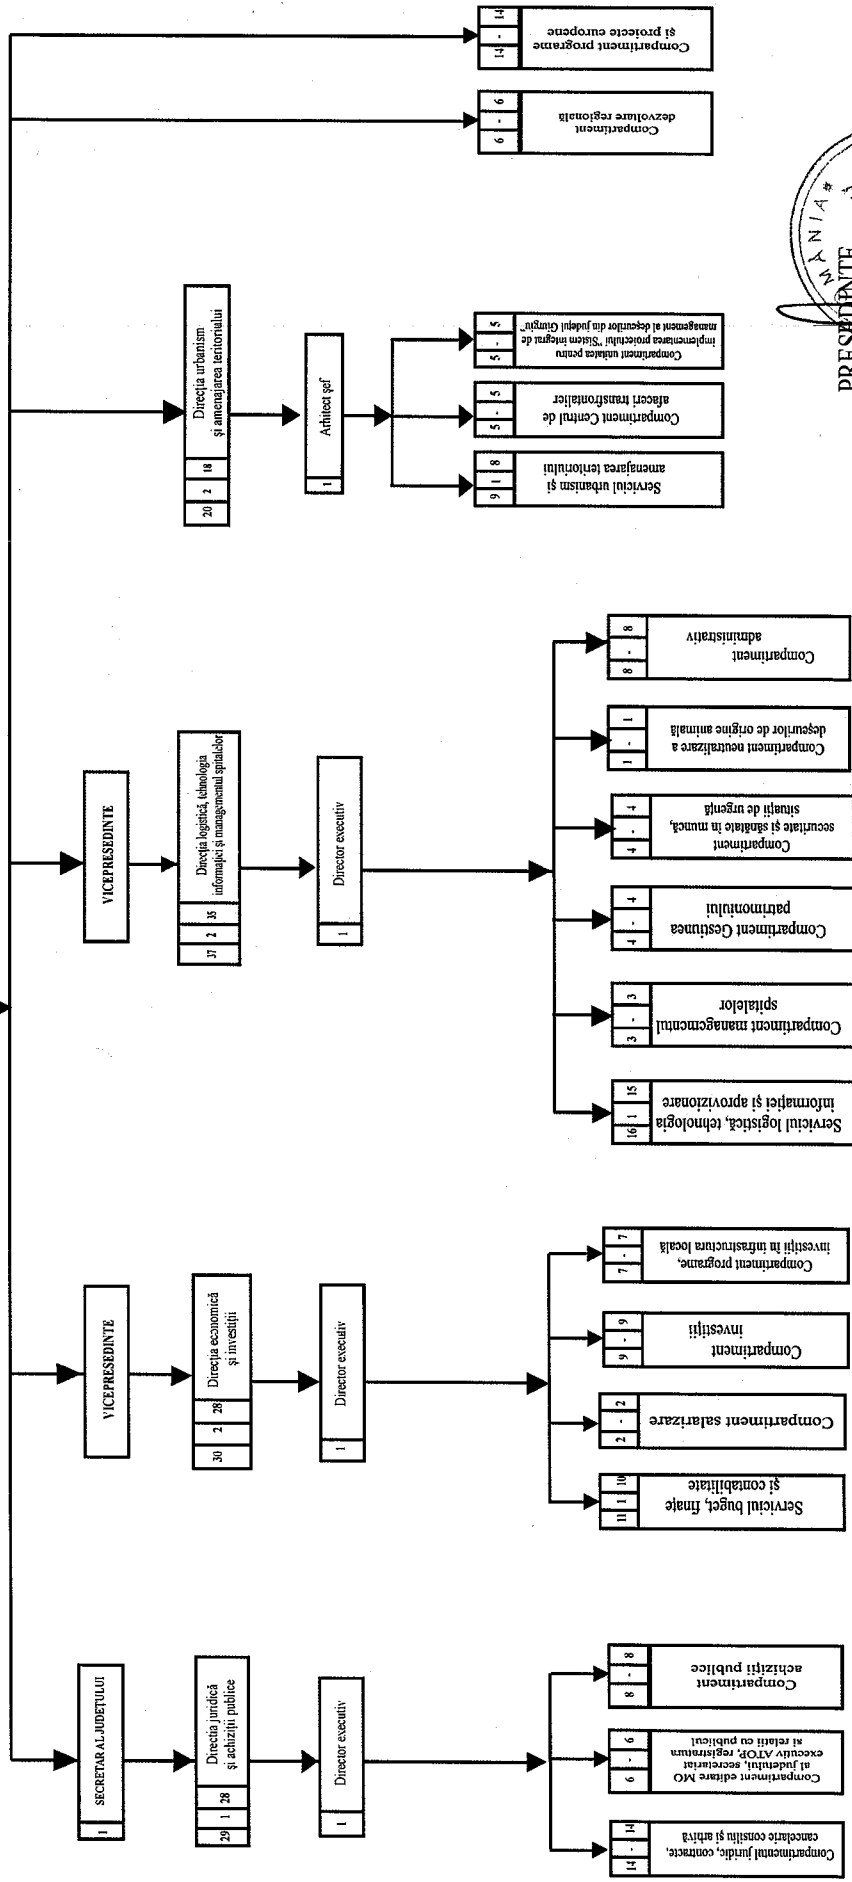 SECRETAR AL JUDEȚULUI
1
Direcția juridică
și achiziții publice
29 1 28
Director executiv
1
Compartimentul juridic, contracte,
cancelarie consiliu și arhivă
14 - 14
Compartiment editare MO
al judetului, secretariat
executiv ATOP, registratura
si relatii cu publicul
6 - 6
Compartiment
achiziții publice
8 - 8
VICEPRESEDINTE
Direcția economică
și investiții
30 2 28
Director executiv
1
Serviciul buget, finațe
și contabilitate
11 1 10
Compartiment salarizare
2 - 2
Compartiment
investiții
9 - 9
Compartiment programe,
investiții în infrastructura locală
7 - 7
VICEPRESEDINTE
Direcția logistică, tehnologia
informației și managementul spitalelor
37 2 35
Director executiv
1
Serviciul logistică, tehnologia
informației și aprovizionare
16 1 15
Compartiment managementul
spitalelor
3 - 3
Compartiment Gestiunea
patrimoniului
4 - 4
Compartiment
securitate și sănătate în muncă,
situații de urgență
4 - 4
Compartiment neutralizare a
deșeurilor de origine animală
1 - 1
Compartiment
administrativ
8 - 8
Direcția urbanism
și amenajarea teritoriului
20 2 18
Arhitect șef
1
Serviciul urbanism și
amenajarea teritoriului
9 1 8
Compartiment Centrul de
afaceri transfrontalier
5 - 5
Compartiment unitatea pentru
implementarea proiectului "Sistem integrat de
management al deșeurilor din județul Giurgiu"
5 - 5
Compartiment
dezvoltare regională
6 - 6
Compartiment programe
și proiecte europene
14 - 14
PREȘEDINTE